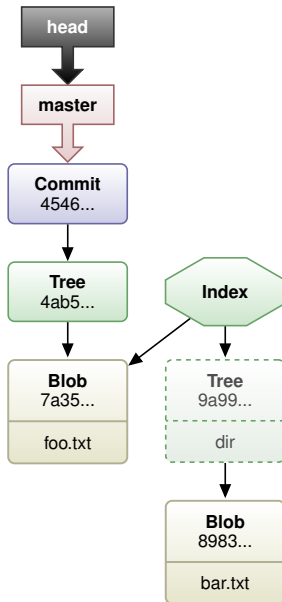 head
master
Commit
4546...
Tree
4ab5...
Index
Blob
7a35...
foo.txt
Tree
9a99...
dir
Blob
8983...
bar.txt